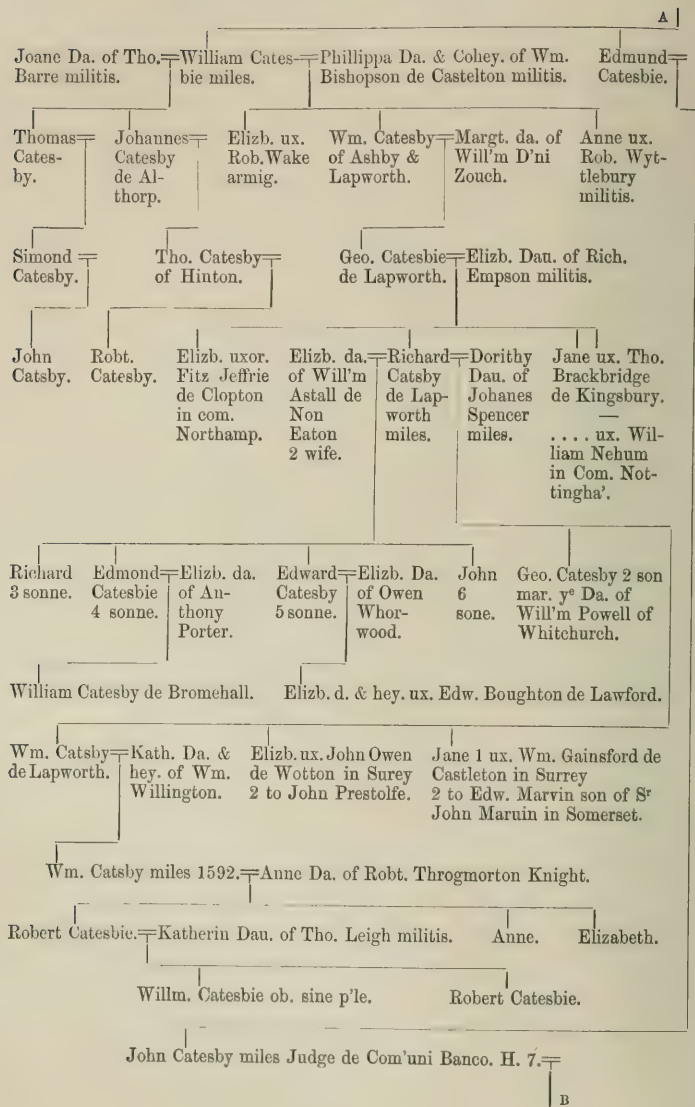 A
Joane Da. of Tho. William Cates- Phillippa Da. & Cohey. of Wm. Edmund
Barre militis. bie miles. Bishopson de Castelton militis. Catesbie.
Thomas Johannes Elizb. ux. Wm. Catesby Margt. da. of Anne ux.
Cates- Catesby Rob. Wake of Ashby & Will'm D'ni Rob. Wyt-
by. de Al- armig. Lapworth. Zouch. tlebury
thorp. militis.
Simond Tho. Catesby Geo. Catesbie Elizb. Dau. of Rich.
Catesby. of Hinton. de Lapworth. Empson militis.
John Robt. Elizb. uxor. Elizb. da. Richard Dorithy Jane ux. Tho.
Catsby. Catesby. Fitz Jeffrie of Will'm Catsby Dau. of Brackbridge
de Clopton Astall de de Lap- Johanes de Kingsbury.
in com. Non worth Spencer —
Northamp. Eaton miles. miles. .... ux. Wil-
2 wife. liam Nehum
in Com. Not-
tingha'.
Richard Edmond Elizb. da. Edward Elizb. Da. John Geo. Catesby 2 son
3 sonne. Catesbie of An- Catesby of Owen 6 mar. yᵉ Da. of
4 sonne. thony 5 sonne. Whor- sone. Will'm Powell of
Porter. wood. Whitchurch.
William Catesby de Bromehall. Elizb. d. & hey. ux. Edw. Boughton de Lawford.
Wm. Catsby Kath. Da. & Elizb. ux. John Owen Jane 1 ux. Wm. Gainsford de
de Lapworth. hey. of Wm. de Wotton in Surey Castleton in Surrey
Willington. 2 to John Prestolfe. 2 to Edw. Marvin son of Sʳ
John Maruin in Somerset.
Wm. Catsby miles 1592. Anne Da. of Robt. Throgmorton Knight.
Robert Catesbie. Katherin Dau. of Tho. Leigh militis. Anne. Elizabeth.
Willm. Catesbie ob. sine p'le. Robert Catesbie.
John Catesby miles Judge de Com'uni Banco. H. 7.
B